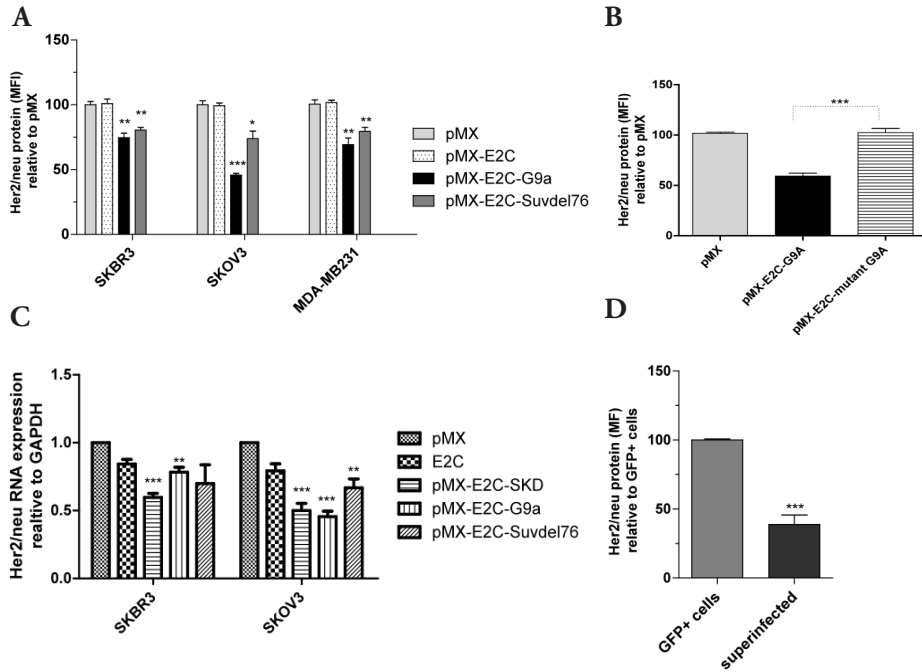 A
Her2/neu protein (MFI)
relative to pMX
150
100
50
0
**
**
***
*
**
**
SKBR3
SKOV3
MDA-MB231
pMX
pMX-E2C
pMX-E2C-G9a
pMX-E2C-Suvdel76
B
Her2/neu protein (MFI)
relative to pMX
150
100
50
0
***
pMX
pMX-E2C-G9A
pMX-E2C-mutant G9A
C
Her2/neu RNA expression
realtive to GAPDH
1.5
1.0
0.5
0.0
***
**
***
***
**
SKBR3
SKOV3
pMX
E2C
pMX-E2C-SKD
pMX-E2C-G9a
pMX-E2C-Suvdel76
D
Her2/neu protein (MF)
relative to GFP+ cells
150
100
50
0
***
GFP+ cells
superinfected